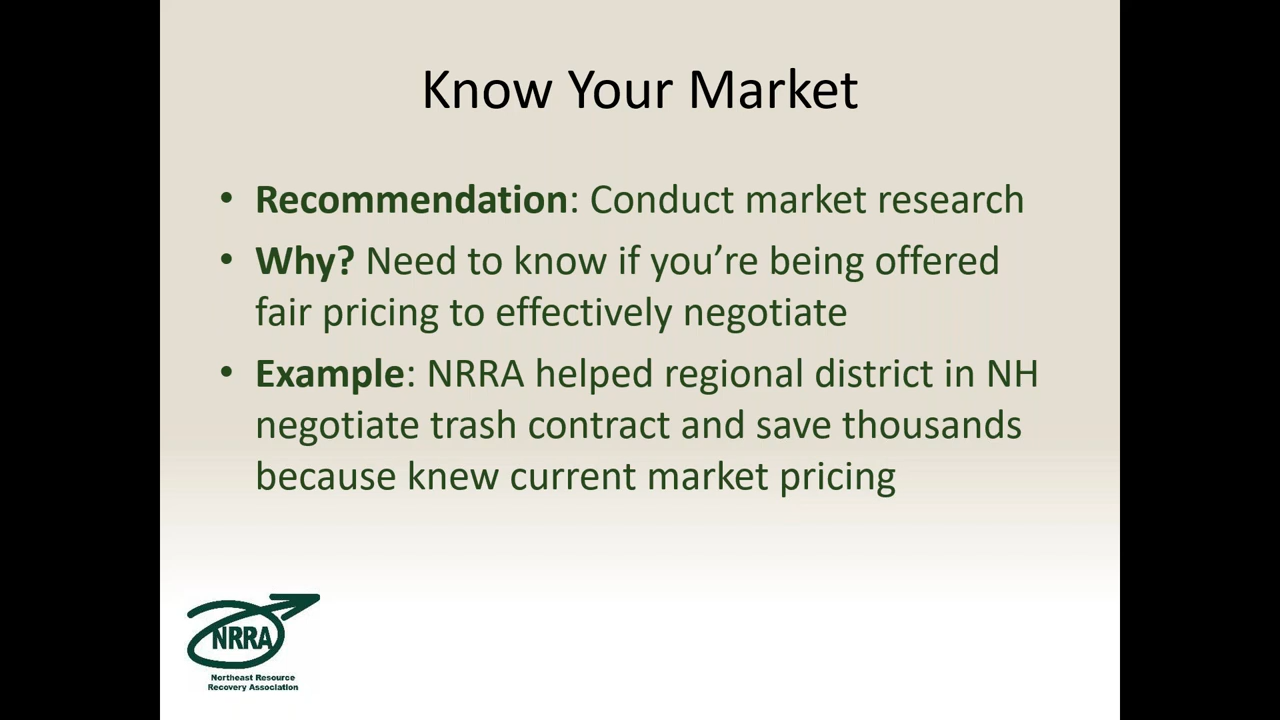 Know Your Market
• Recommendation: Conduct market research
• Why? Need to know if you’re being offered
fair pricing to effectively negotiate
• Example: NRRA helped regional district in NH
negotiate trash contract and save thousands
because knew current market pricing
NRRA
Northeast Resource
Recovery Association